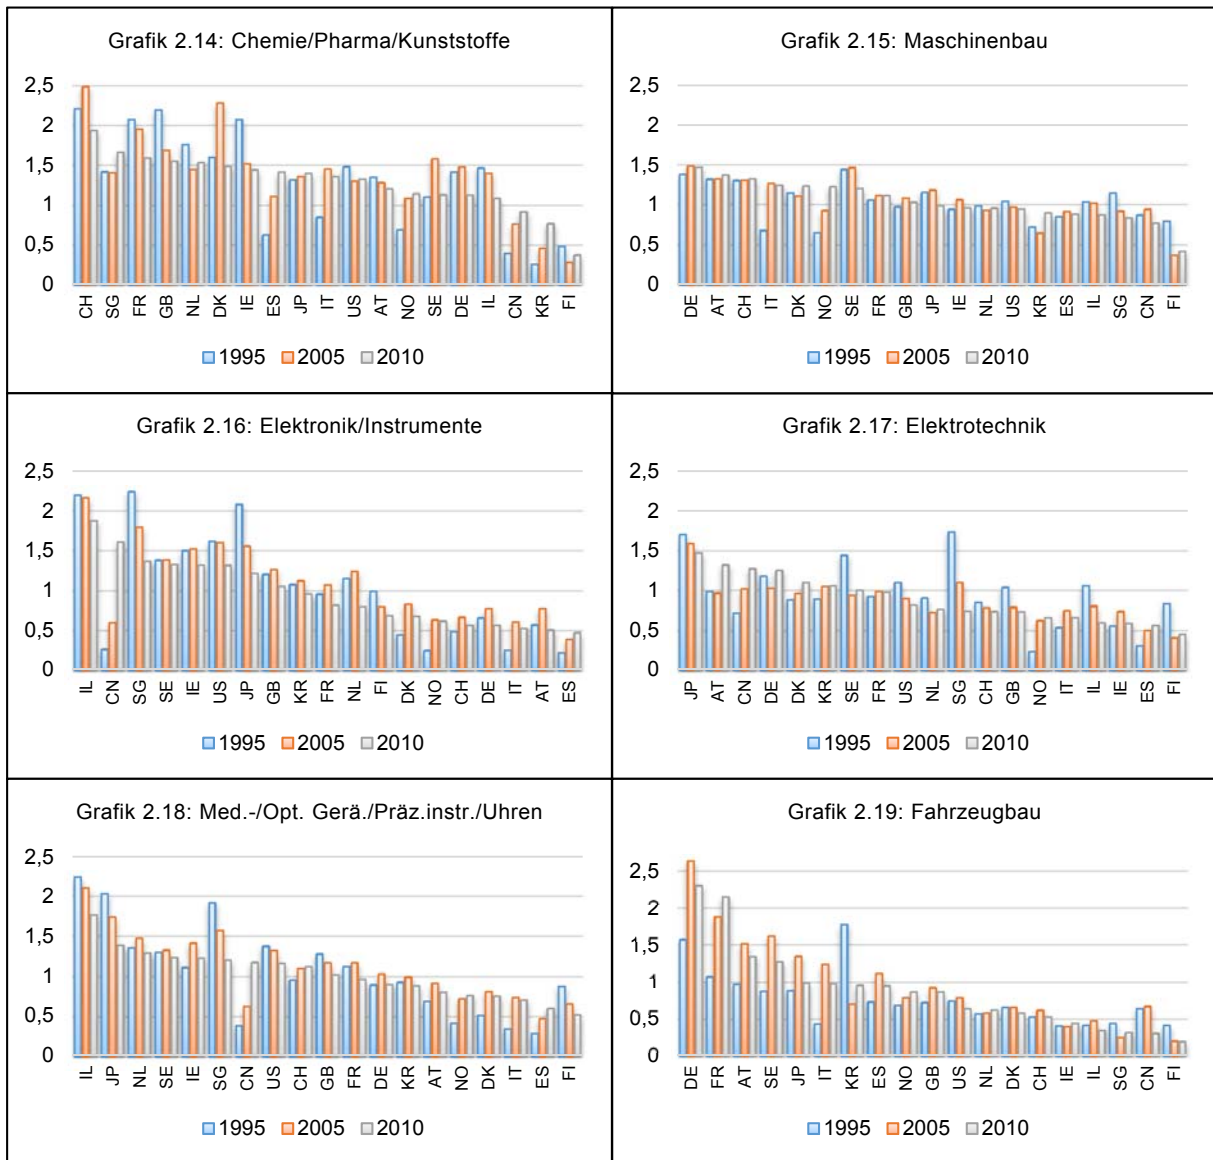 Grafik 2.14: Chemie/Pharma/Kunststoffe
2,5
2
1,5
1
0,5
0
CH SG FR GB NL DK IE ES JP IT US AT NO SE DE IL CN KR FI
1995 2005 2010
Grafik 2.15: Maschinenbau
2,5
2
1,5
1
0,5
0
DE AT CH IT DK NO SE FR GB JP IE NL US KR ES IL SG CN FI
1995 2005 2010
Grafik 2.16: Elektronik/Instrumente
2,5
2
1,5
1
0,5
0
IL CN SG SE IE US JP GB KR FR NL FI DK NO CH DE IT AT ES
1995 2005 2010
Grafik 2.17: Elektrotechnik
2,5
2
1,5
1
0,5
0
JP AT CN DE DK KR SE FR US NL SG CH GB NO IT IL IE ES FI
1995 2005 2010
Grafik 2.18: Med.-/Opt. Gerä./Präz.instr./Uhren
2,5
2
1,5
1
0,5
0
IL JP NL SE IE SG CN US CH GB FR DE KR AT NO DK IT ES FI
1995 2005 2010
Grafik 2.19: Fahrzeugbau
2,5
2
1,5
1
0,5
0
DE FR AT SE JP IT KR ES NO GB US NL DK CH IE IL SG CN FI
1995 2005 2010